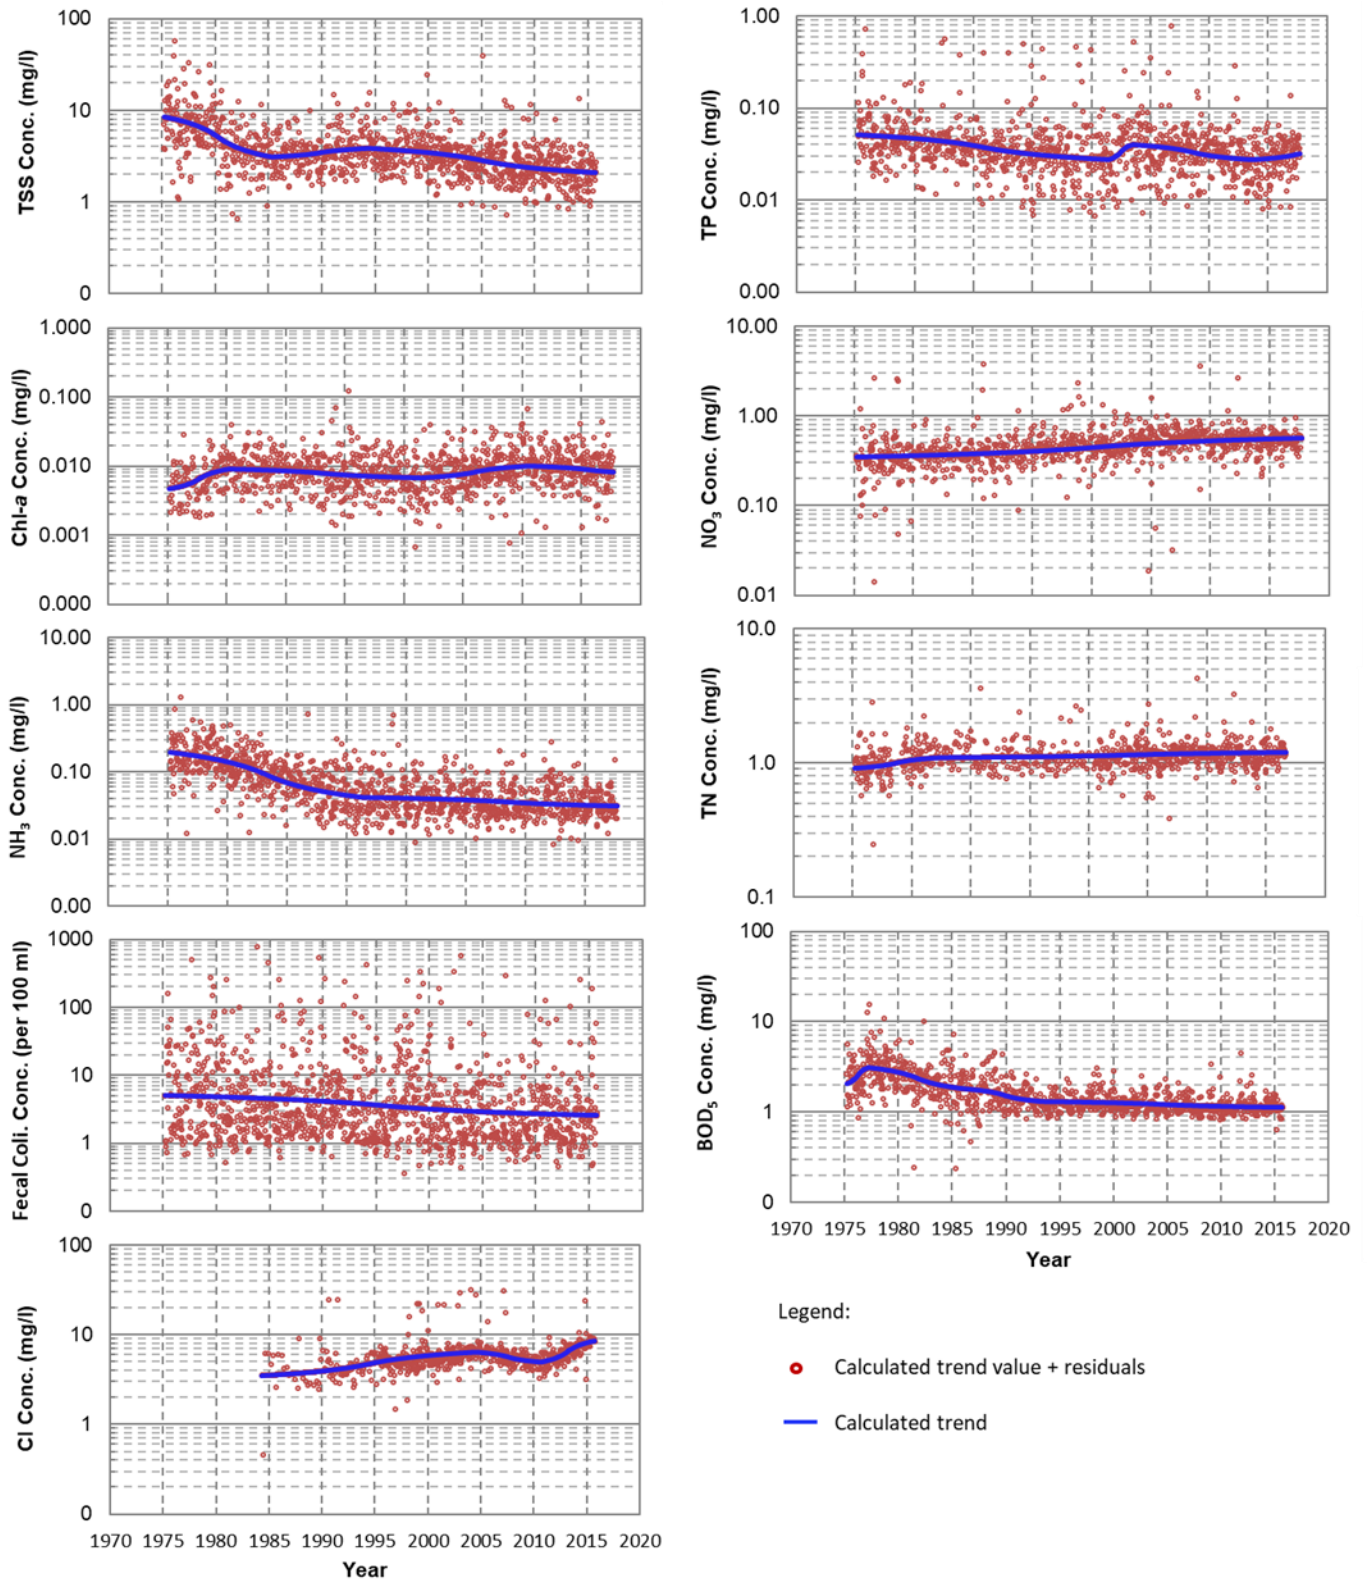 TSS Conc. (mg/l)
100
10
1
0
TP Conc. (mg/l)
1.00
0.10
0.01
0.00
Chl-a Conc. (mg/l)
1.000
0.100
0.010
0.001
0.000
NO3 Conc. (mg/l)
10.00
1.00
0.10
0.01
NH3 Conc. (mg/l)
10.00
1.00
0.10
0.01
0.00
TN Conc. (mg/l)
10.0
1.0
0.1
Fecal Coli. Conc. (per 100 ml)
1000
100
10
1
0
BOD5 Conc. (mg/l)
100
10
1
0
1970 1975 1980 1985 1990 1995 2000 2005 2010 2015 2020
Year
Cl Conc. (mg/l)
100
10
1
0
1970 1975 1980 1985 1990 1995 2000 2005 2010 2015 2020
Year
Legend:
Calculated trend value + residuals
Calculated trend